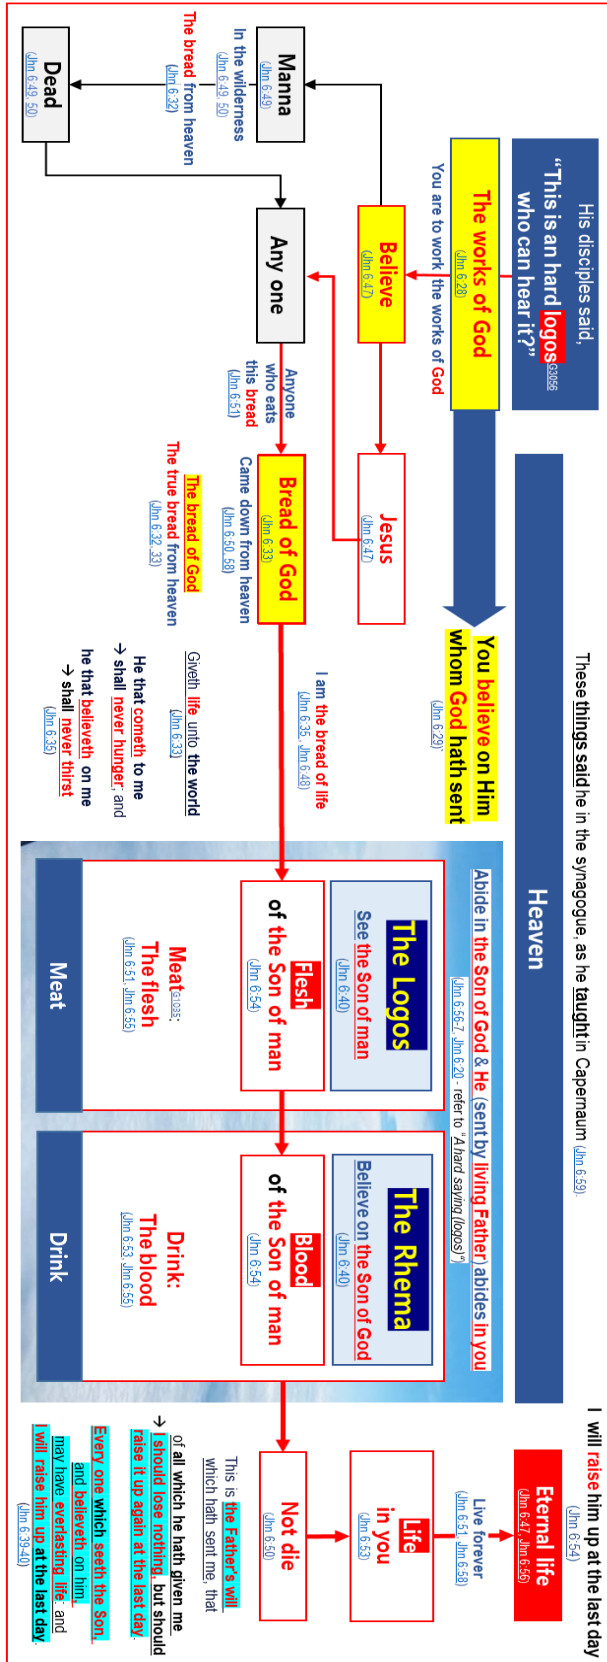 These things said he in the synagogue, as he taught in Capernaum (Jhn 6:59).
I will raise him up at the last day
(Jhn 6:54)
His disciples said,
“This is an hard logosG3056
who can hear it?”
Heaven
Eternal life
(Jhn 6:47, Jhn 6:56)
The works of God
(Jhn 6:28)
You are to work the works of God
You believe on Him
whom God hath sent
(Jhn 6:29)
Abide in the Son of God & He (sent by living Father) abides in you
(Jhn 6:56-7, Jhn 6:20 - refer to “A hard saying (logos)”)
Live forever
(Jhn 6:51, Jhn 6:58)
Believe
(Jhn 6:47)
Jesus
(Jhn 6:47)
The Logos
See the Son of man
(Jhn 6:40)
The Rhema
Believe on the Son of God
(Jhn 6:40)
Life
in you
(Jhn 6:53)
Manna
(Jhn 6:49)
In the wilderness
(Jhn 6:49, 50)
The bread from heaven
(Jhn 6:32)
Dead
(Jhn 6:49, 50)
Any one
Anyone
who eats
this bread
(Jhn 6:51)
Bread of God
(Jhn 6:33)
Came down from heaven
(Jhn 6:50, 58)
The bread of God
The true bread from heaven
(Jhn 6:32, 33)
I am the bread of life
(Jhn 6:35, Jhn 6:48)
Giveth life unto the world
(Jhn 6:33)
He that cometh to me
→ shall never hunger; and
he that believeth on me
→ shall never thirst
(Jhn 6:35)
Flesh
of the Son of man
(Jhn 6:54)
Meat G1035:
The flesh
(Jhn 6:51, Jhn 6:55)
Meat
Blood
of the Son of man
(Jhn 6:54)
Drink:
The blood
(Jhn 6:53, Jhn 6:55)
Drink
Not die
(Jhn 6:50)
This is the Father's will
which hath sent me, that
of all which he hath given me
→ I should lose nothing, but should
raise it up again at the last day.
Every one which seeth the Son,
and believeth on him,
may have everlasting life: and
I will raise him up at the last day.
(Jhn 6:39-40)